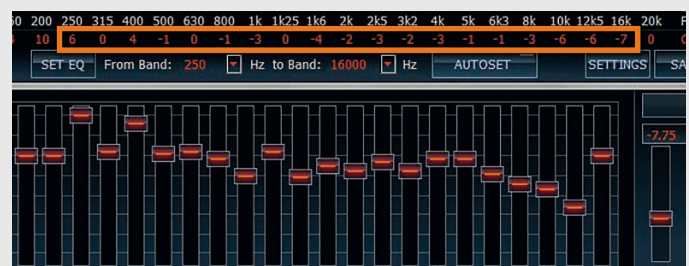 200 250 315 400 500 630 800 1k 1k25 1k6 2k 2k5 3k2 4k 5k 6k3 8k 10k 12k5 16k 20k
10 6 0 4 -1 0 -1 -3 0 -4 -2 -3 -2 -3 -1 -1 -3 -3 -6 -6 -7 0
SET EQ From Band: 250 Hz to Band: 16000 Hz AUTOSET SETTINGS SA
-7.75